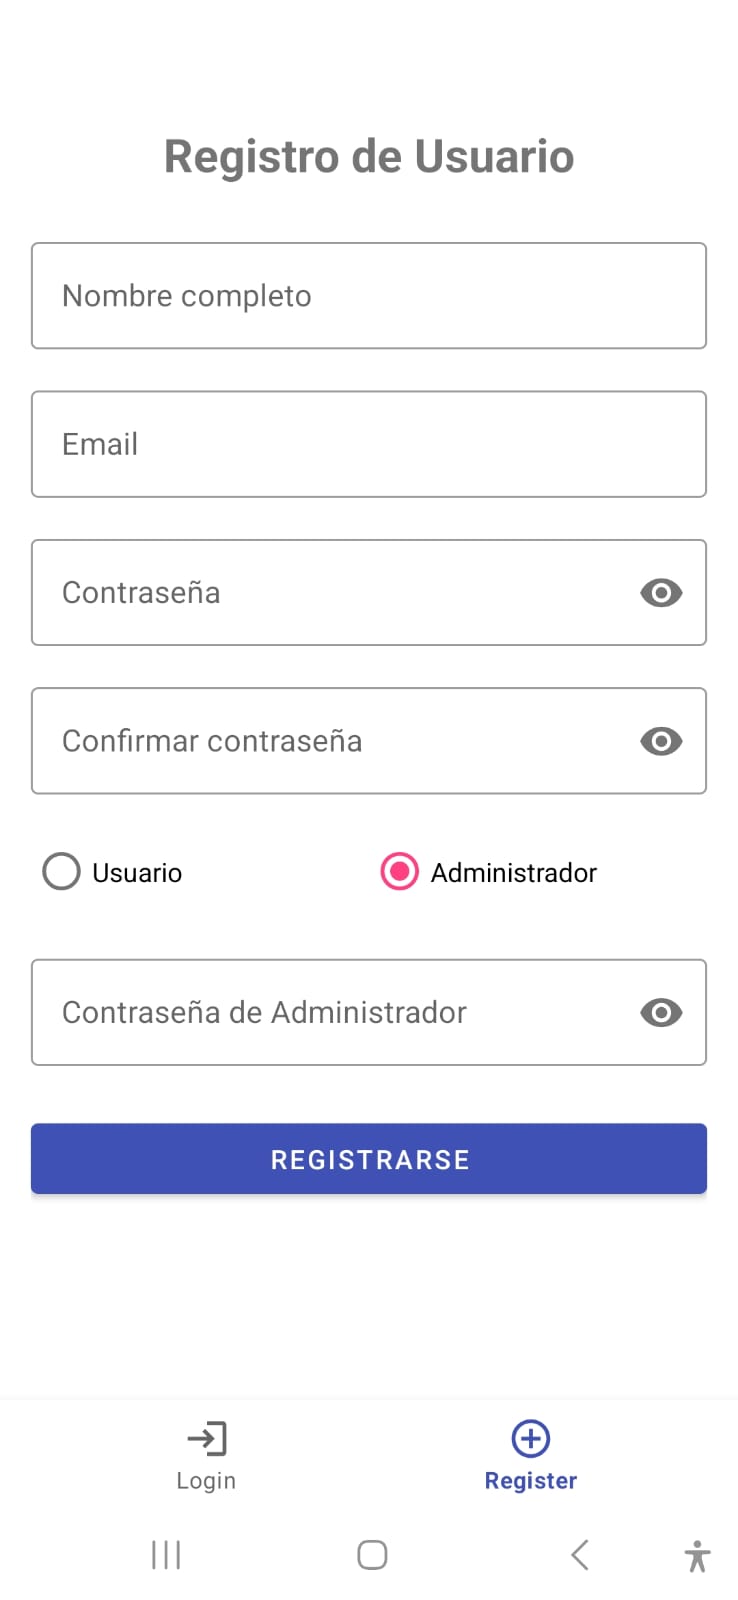 Registro de Usuario
Nombre completo
Email
Contraseña
Confirmar contraseña
Usuario Administrador
Contraseña de Administrador
REGISTRARSE
Login Register